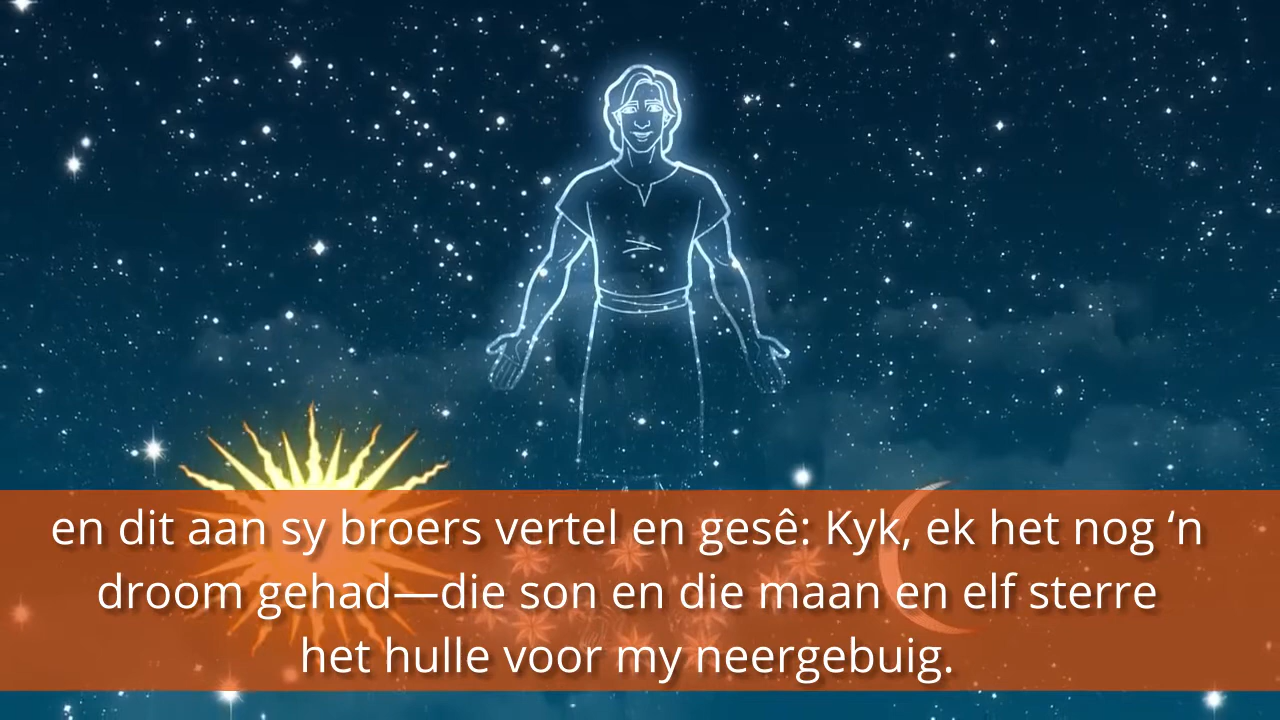 en dit aan sy broers vertel en gesê: Kyk, ek het nog ‘n
droom gehad—die son en die maan en elf sterre
het hulle voor my neergebuig.